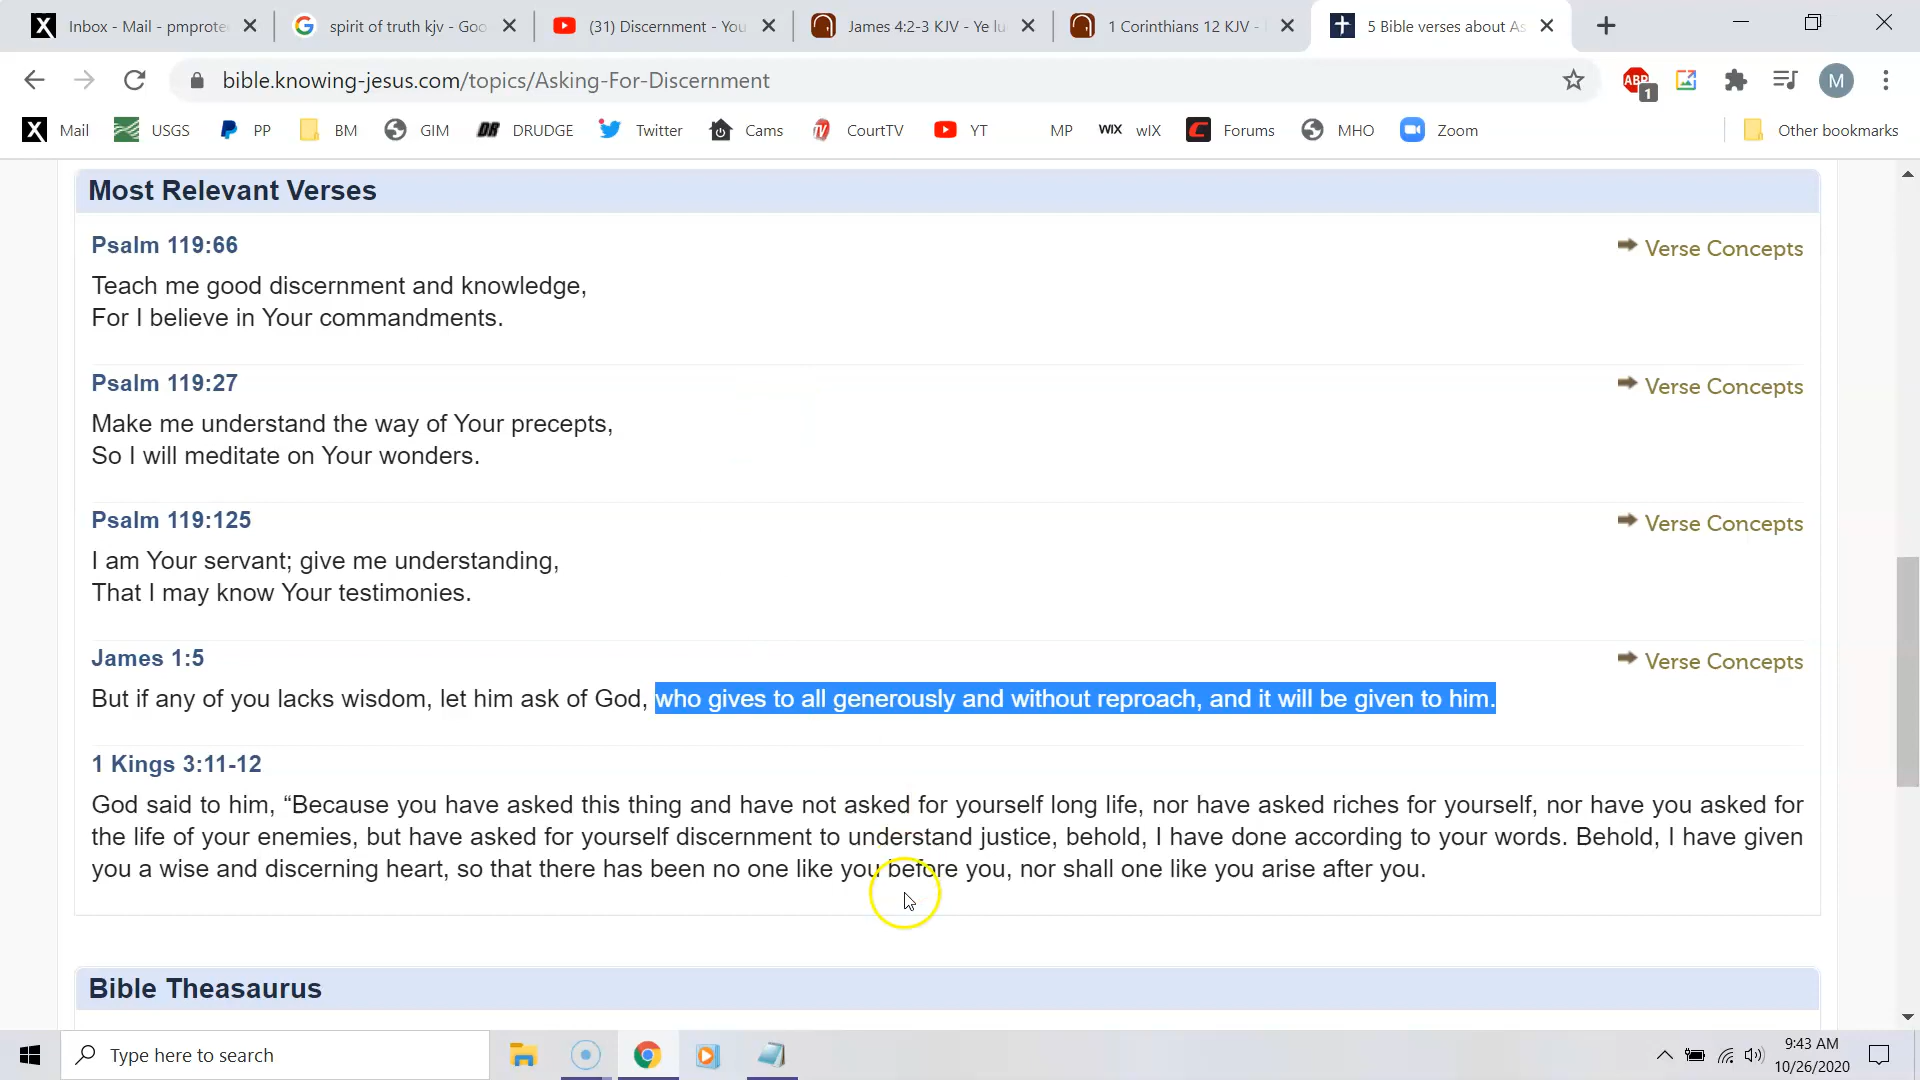 Inbox - Mail - pmprote
spirit of truth kjv - Goo
(31) Discernment - You
James 4:2-3 KJV - Ye lu
1 Corinthians 12 KJV -
5 Bible verses about As
bible.knowing-jesus.com/topics/Asking-For-Discernment
ABP
1
M
Mail
USGS
PP
BM
GIM
DR
DRUDGE
Twitter
Cams
CourtTV
YT
MP
WIX
wIX
Forums
MHO
Zoom
Other bookmarks
Most Relevant Verses
Psalm 119:66
Verse Concepts
Teach me good discernment and knowledge,
For I believe in Your commandments.
Psalm 119:27
Verse Concepts
Make me understand the way of Your precepts,
So I will meditate on Your wonders.
Psalm 119:125
Verse Concepts
I am Your servant; give me understanding,
That I may know Your testimonies.
James 1:5
Verse Concepts
But if any of you lacks wisdom, let him ask of God, who gives to all generously and without reproach, and it will be given to him.
1 Kings 3:11-12
God said to him, “Because you have asked this thing and have not asked for yourself long life, nor have asked riches for yourself, nor have you asked for
the life of your enemies, but have asked for yourself discernment to understand justice, behold, I have done according to your words. Behold, I have given
you a wise and discerning heart, so that there has been no one like you before you, nor shall one like you arise after you.
Bible Theasaurus
Type here to search
9:43 AM
10/26/2020